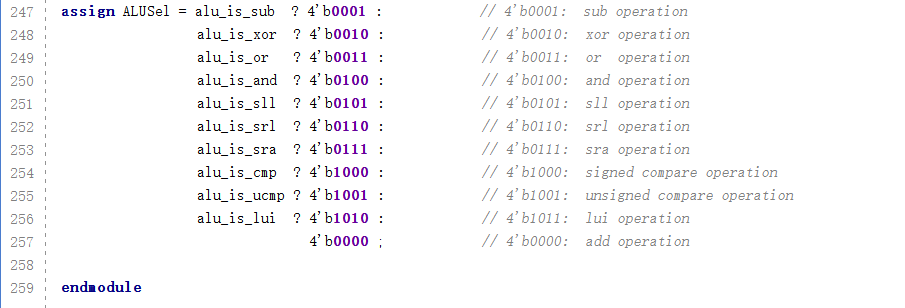 247 assign ALUSel = alu_is_sub ? 4'b0001 : // 4'b0001: sub operation
248 alu_is_xor ? 4'b0010 : // 4'b0010: xor operation
249 alu_is_or ? 4'b0011 : // 4'b0011: or operation
250 alu_is_and ? 4'b0100 : // 4'b0100: and operation
251 alu_is_sll ? 4'b0101 : // 4'b0101: sll operation
252 alu_is_srl ? 4'b0110 : // 4'b0110: srl operation
253 alu_is_sra ? 4'b0111 : // 4'b0111: sra operation
254 alu_is_cmp ? 4'b1000 : // 4'b1000: signed compare operation
255 alu_is_ucmp ? 4'b1001 : // 4'b1001: unsigned compare operation
256 alu_is_lui ? 4'b1010 : // 4'b1011: lui operation
257 4'b0000 ; // 4'b0000: add operation
258
259 endmodule